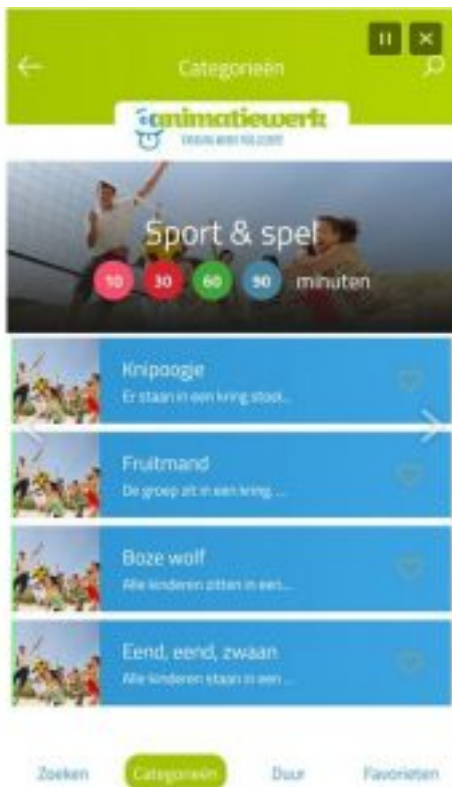 Categorieën
animatiewerk
Sport & spel
10 30 60 90 minuten
Knipoogje
Er staan in een kring stoel...
Fruitmand
De groep zit in een kring. ...
Boze wolf
Alle kinderen zitten in een...
Eend, eend, zwaan
Alle kinderen staan in een ...
Zoeken Categorieën Duur Favorieten